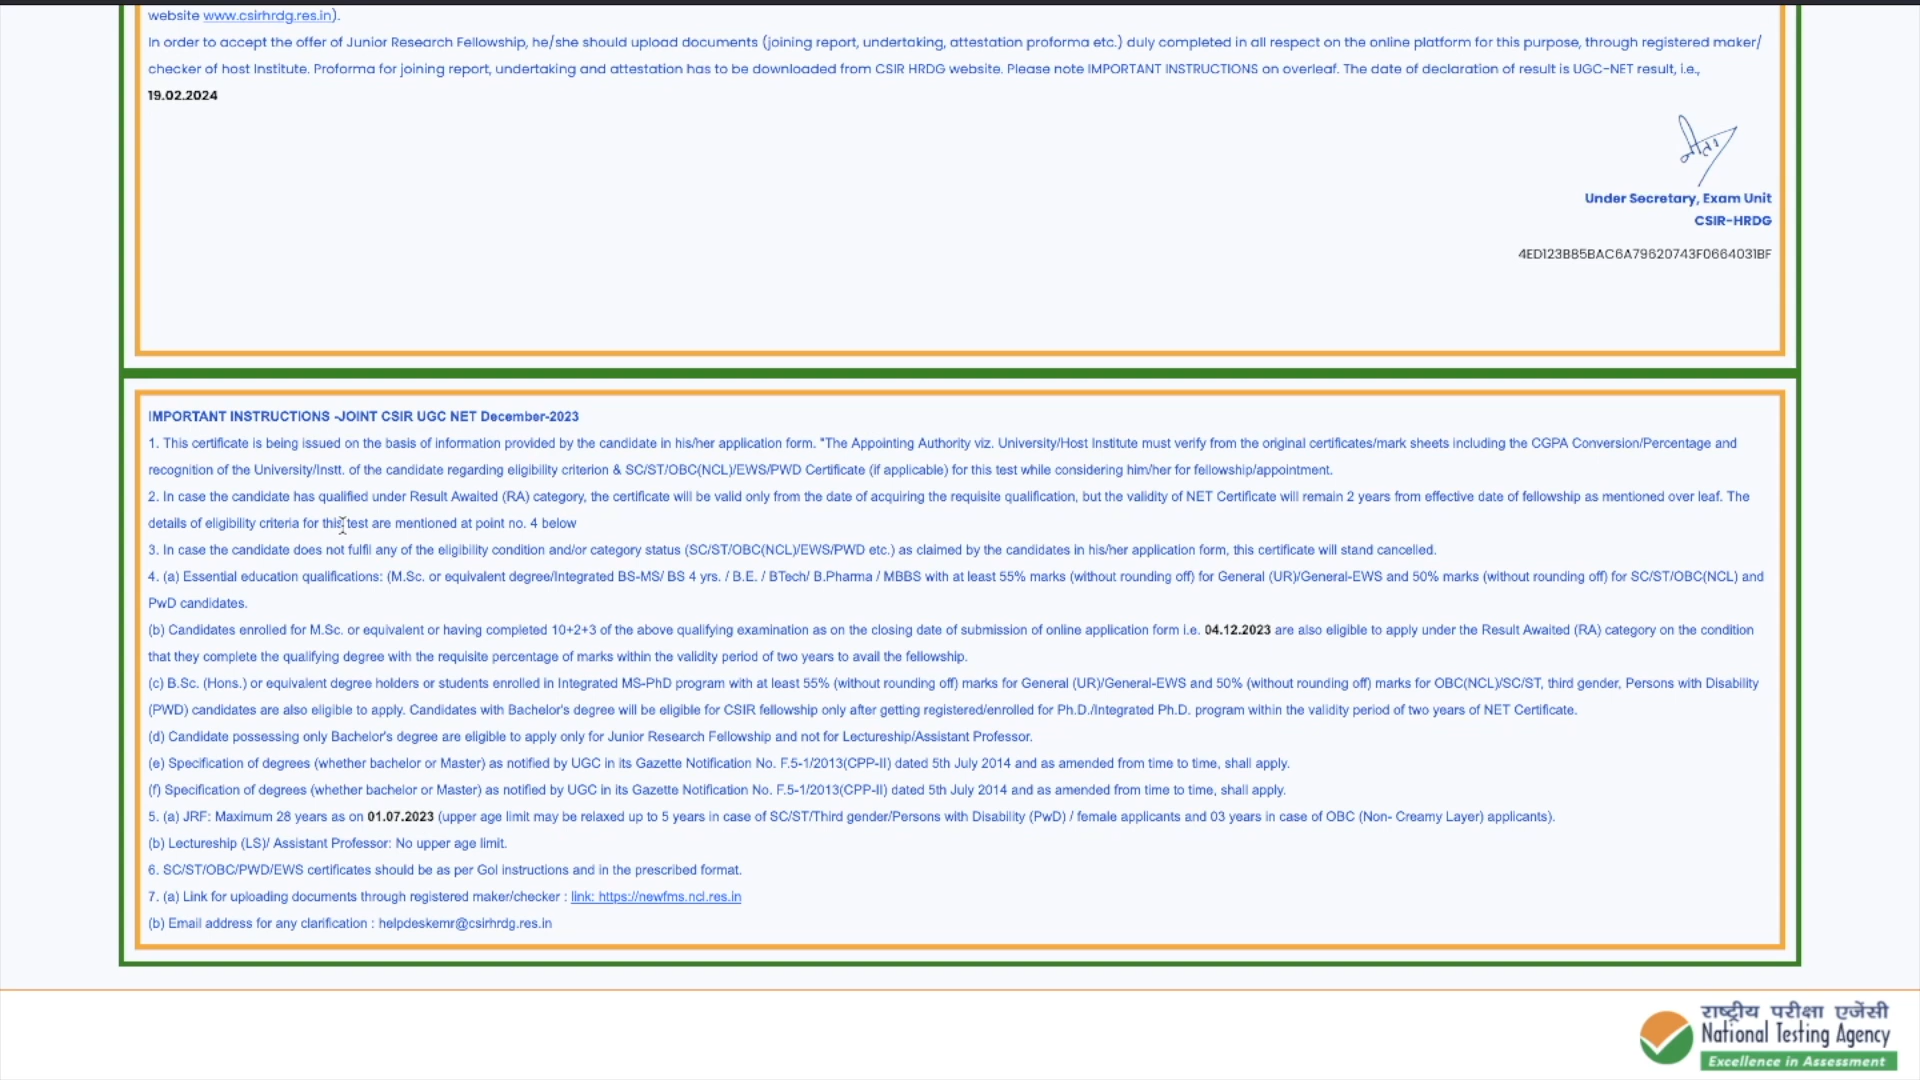 website www.csirhrdg.res.in).
In order to accept the offer of Junior Research Fellowship, he/she should upload documents (joining report, undertaking, attestation proforma etc.) duly completed in all respect on the online platform for this purpose, through registered maker/
checker of host Institute. Proforma for joining report, undertaking and attestation has to be downloaded from CSIR HRDG website. Please note IMPORTANT INSTRUCTIONS on overleaf. The date of declaration of result is UGC-NET result, i.e.,
19.02.2024
Under Secretary, Exam Unit
CSIR-HRDG
4ED123B85BAC6A79620743F0664031BF
IMPORTANT INSTRUCTIONS -JOINT CSIR UGC NET December-2023
1. This certificate is being issued on the basis of information provided by the candidate in his/her application form. "The Appointing Authority viz. University/Host Institute must verify from the original certificates/mark sheets including the CGPA Conversion/Percentage and
recognition of the University/Instt. of the candidate regarding eligibility criterion & SC/ST/OBC(NCL)/EWS/PWD Certificate (if applicable) for this test while considering him/her for fellowship/appointment.
2. In case the candidate has qualified under Result Awaited (RA) category, the certificate will be valid only from the date of acquiring the requisite qualification, but the validity of NET Certificate will remain 2 years from effective date of fellowship as mentioned over leaf. The
details of eligibility criteria for this test are mentioned at point no. 4 below
3. In case the candidate does not fulfil any of the eligibility condition and/or category status (SC/ST/OBC(NCL)/EWS/PWD etc.) as claimed by the candidates in his/her application form, this certificate will stand cancelled.
4. (a) Essential education qualifications: (M.Sc. or equivalent degree/Integrated BS-MS/ BS 4 yrs. / B.E. / BTech/ B.Pharma / MBBS with at least 55% marks (without rounding off) for General (UR)/General-EWS and 50% marks (without rounding off) for SC/ST/OBC(NCL) and
PwD candidates.
(b) Candidates enrolled for M.Sc. or equivalent or having completed 10+2+3 of the above qualifying examination as on the closing date of submission of online application form i.e. 04.12.2023 are also eligible to apply under the Result Awaited (RA) category on the condition
that they complete the qualifying degree with the requisite percentage of marks within the validity period of two years to avail the fellowship.
(c) B.Sc. (Hons.) or equivalent degree holders or students enrolled in Integrated MS-PhD program with at least 55% (without rounding off) marks for General (UR)/General-EWS and 50% (without rounding off) marks for OBC(NCL)/SC/ST, third gender, Persons with Disability
(PWD) candidates are also eligible to apply. Candidates with Bachelor's degree will be eligible for CSIR fellowship only after getting registered/enrolled for Ph.D./Integrated Ph.D. program within the validity period of two years of NET Certificate.
(d) Candidate possessing only Bachelor's degree are eligible to apply only for Junior Research Fellowship and not for Lectureship/Assistant Professor.
(e) Specification of degrees (whether bachelor or Master) as notified by UGC in its Gazette Notification No. F.5-1/2013(CPP-II) dated 5th July 2014 and as amended from time to time, shall apply.
(f) Specification of degrees (whether bachelor or Master) as notified by UGC in its Gazette Notification No. F.5-1/2013(CPP-II) dated 5th July 2014 and as amended from time to time, shall apply.
5. (a) JRF: Maximum 28 years as on 01.07.2023 (upper age limit may be relaxed up to 5 years in case of SC/ST/Third gender/Persons with Disability (PwD) / female applicants and 03 years in case of OBC (Non- Creamy Layer) applicants).
(b) Lectureship (LS)/ Assistant Professor: No upper age limit.
6. SC/ST/OBC/PWD/EWS certificates should be as per GoI instructions and in the prescribed format.
7. (a) Link for uploading documents through registered maker/checker : link: https://newfms.ncl.res.in
(b) Email address for any clarification : helpdeskemr@csirhrdg.res.in
राष्ट्रीय परीक्षा एजेंसी
National Testing Agency
Excellence in Assessment